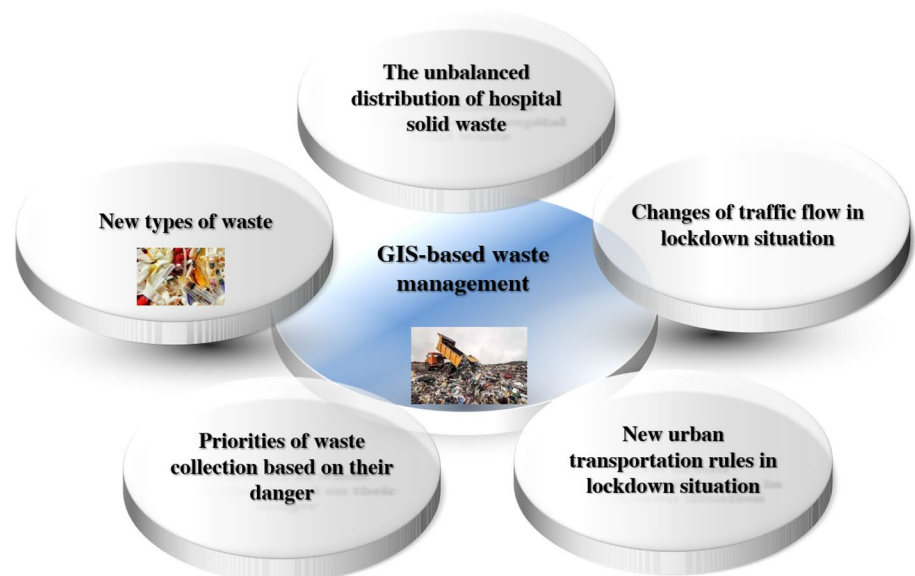 The unbalanced
distribution of hospital
solid waste
New types of waste
Changes of traffic flow in
lockdown situation
GIS-based waste
management
Priorities of waste
collection based on their
danger
New urban
transportation rules in
lockdown situation